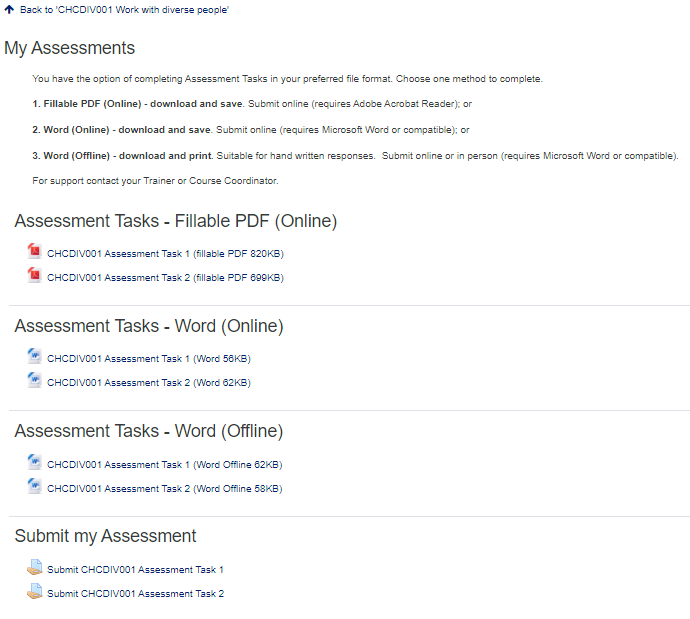 Back to 'CHCDIV001 Work with diverse people'
My Assessments
You have the option of completing Assessment Tasks in your preferred file format. Choose one method to complete.
1. Fillable PDF (Online) - download and save. Submit online (requires Adobe Acrobat Reader); or
2. Word (Online) - download and save. Submit online (requires Microsoft Word or compatible); or
3. Word (Offline) - download and print. Suitable for hand written responses. Submit online or in person (requires Microsoft Word or compatible).
For support contact your Trainer or Course Coordinator.
Assessment Tasks - Fillable PDF (Online)
CHCDIV001 Assessment Task 1 (fillable PDF 820KB)
CHCDIV001 Assessment Task 2 (fillable PDF 699KB)
Assessment Tasks - Word (Online)
CHCDIV001 Assessment Task 1 (Word 56KB)
CHCDIV001 Assessment Task 2 (Word 62KB)
Assessment Tasks - Word (Offline)
CHCDIV001 Assessment Task 1 (Word Offline 62KB)
CHCDIV001 Assessment Task 2 (Word Offline 58KB)
Submit my Assessment
Submit CHCDIV001 Assessment Task 1
Submit CHCDIV001 Assessment Task 2